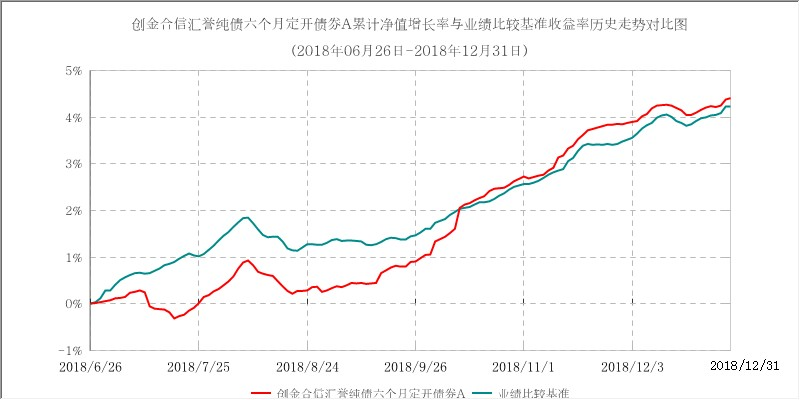 创金合信汇誉纯债六个月定开债券A累计净值增长率与业绩比较基准收益率历史走势对比图
(2018年06月26日-2018年12月31日)
5%
4%
3%
2%
1%
0%
-1%
2018/6/26 2018/7/25 2018/8/24 2018/9/26 2018/11/1 2018/12/3 2018/12/31
创金合信汇誉纯债六个月定开债券A 业绩比较基准